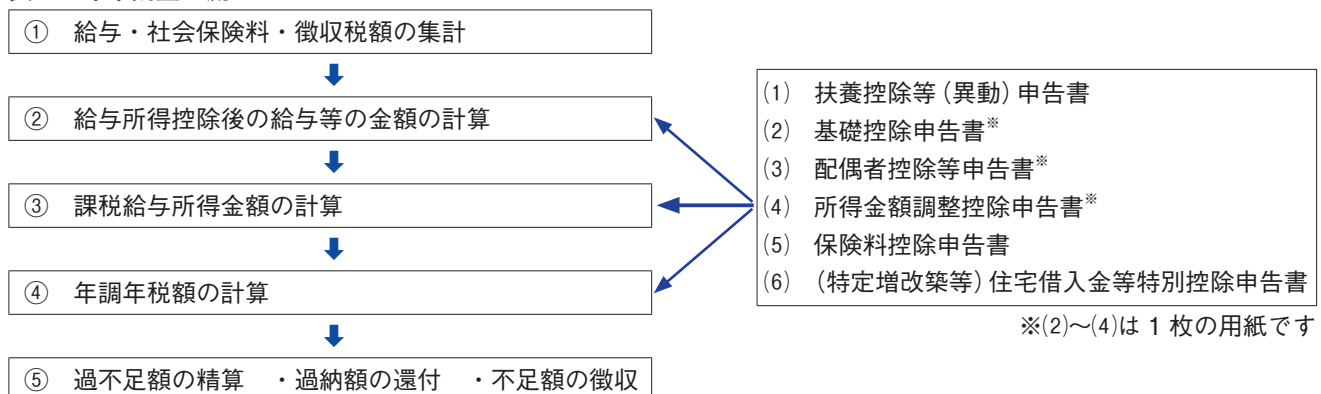 ① 給与・社会保険料・徴収税額の集計
② 給与所得控除後の給与等の金額の計算
③ 課税給与所得金額の計算
④ 年調年税額の計算
⑤ 過不足額の精算 ・過納額の還付 ・不足額の徴収
⑴ 扶養控除等(異動)申告書
⑵ 基礎控除申告書※
⑶ 配偶者控除等申告書※
⑷ 所得金額調整控除申告書※
⑸ 保険料控除申告書
⑹ (特定増改築等)住宅借入金等特別控除申告書
※⑵～⑷は1枚の用紙です